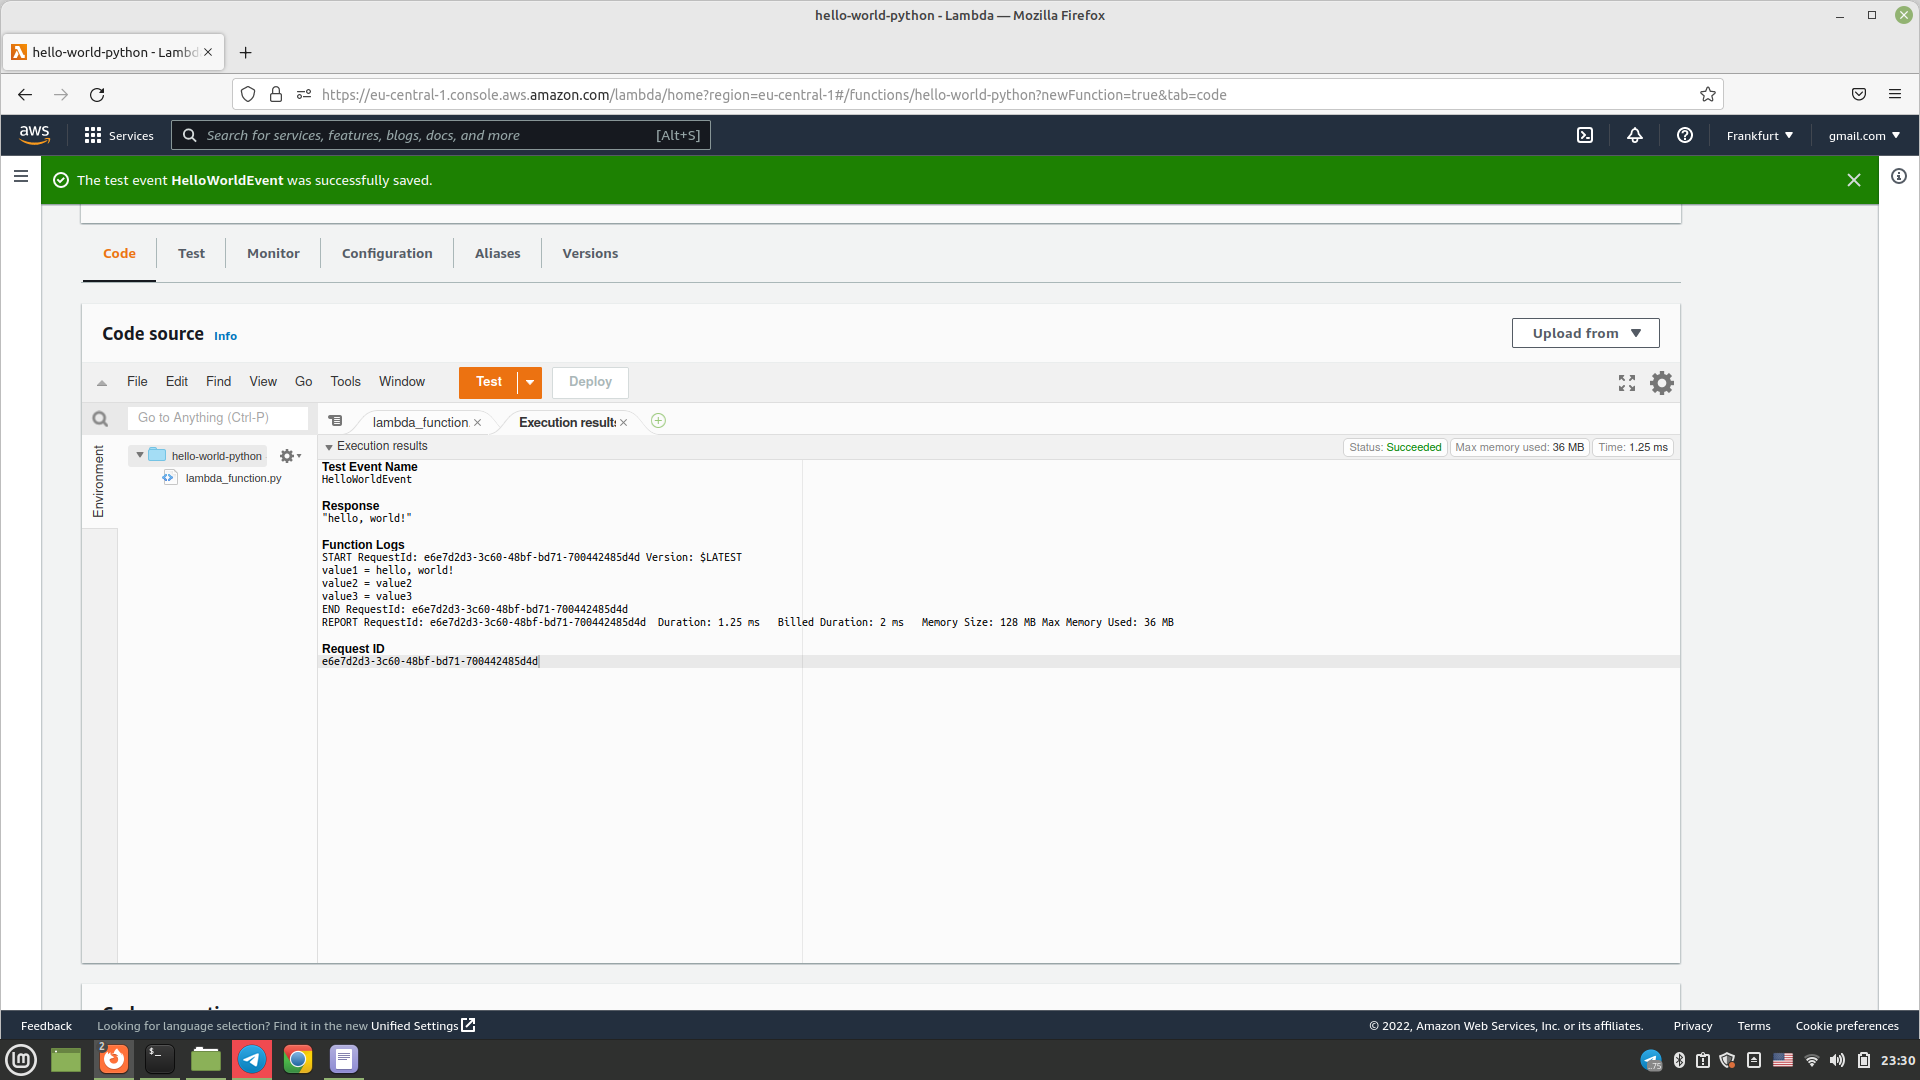 hello-world-python - Lambda — Mozilla Firefox
hello-world-python - Lambd
https://eu-central-1.console.aws.amazon.com/lambda/home?region=eu-central-1#/functions/hello-world-python?newFunction=true&tab=code
aws
Services
Search for services, features, blogs, docs, and more
[Alt+S]
Frankfurt
gmail.com
The test event HelloWorldEvent was successfully saved.
Code
Test
Monitor
Configuration
Aliases
Versions
Code source Info
Upload from
File
Edit
Find
View
Go
Tools
Window
Test
Deploy
Go to Anything (Ctrl-P)
lambda_function.
Execution results
Environment
hello-world-python
lambda_function.py
Execution results
Status: Succeeded
Max memory used: 36 MB
Time: 1.25 ms
Test Event Name
HelloWorldEvent
Response
"hello, world!"
Function Logs
START RequestId: e6e7d2d3-3c60-48bf-bd71-700442485d4d Version: $LATEST
value1 = hello, world!
value2 = value2
value3 = value3
END RequestId: e6e7d2d3-3c60-48bf-bd71-700442485d4d
REPORT RequestId: e6e7d2d3-3c60-48bf-bd71-700442485d4d Duration: 1.25 ms Billed Duration: 2 ms Memory Size: 128 MB Max Memory Used: 36 MB
Request ID
e6e7d2d3-3c60-48bf-bd71-700442485d4d
Feedback
Looking for language selection? Find it in the new Unified Settings
© 2022, Amazon Web Services, Inc. or its affiliates.
Privacy
Terms
Cookie preferences
2
$_
.75
23:30